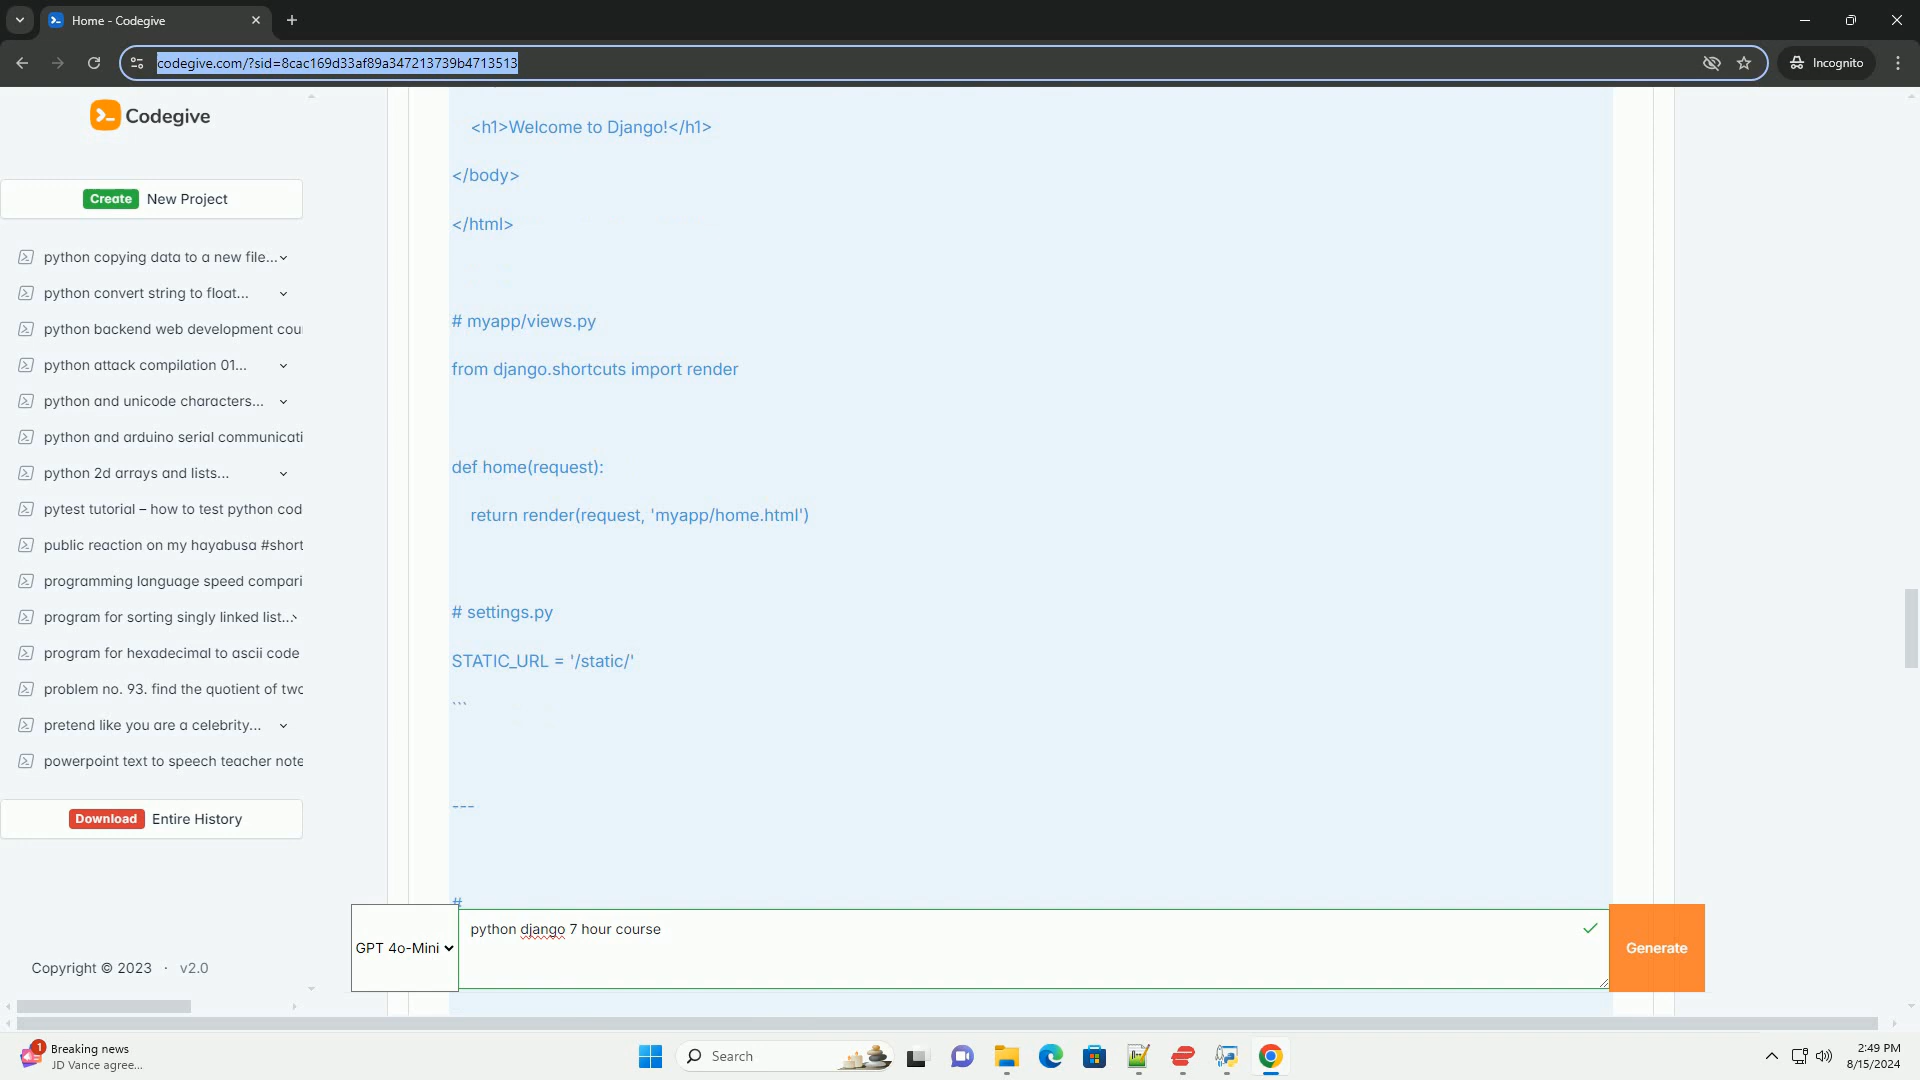 Home - Codegive
codegive.com/?sid=8cac169d33af89a347213739b4713513
Incognito
Codegive
Create New Project
python copying data to a new file...
python convert string to float...
python backend web development cou
python attack compilation 01...
python and unicode characters...
python and arduino serial communicati
python 2d arrays and lists...
pytest tutorial – how to test python cod
public reaction on my hayabusa #short
programming language speed compari
program for sorting singly linked list...
program for hexadecimal to ascii code
problem no. 93. find the quotient of two
pretend like you are a celebrity...
powerpoint text to speech teacher note
Download Entire History
Copyright © 2023 · v2.0
<h1>Welcome to Django!</h1>
</body>
</html>
# myapp/views.py
from django.shortcuts import render
def home(request):
return render(request, 'myapp/home.html')
# settings.py
STATIC_URL = '/static/'
```
---
#
GPT 4o-Mini
python django 7 hour course
Generate
1
Breaking news
JD Vance agree...
Search
2:49 PM
8/15/2024